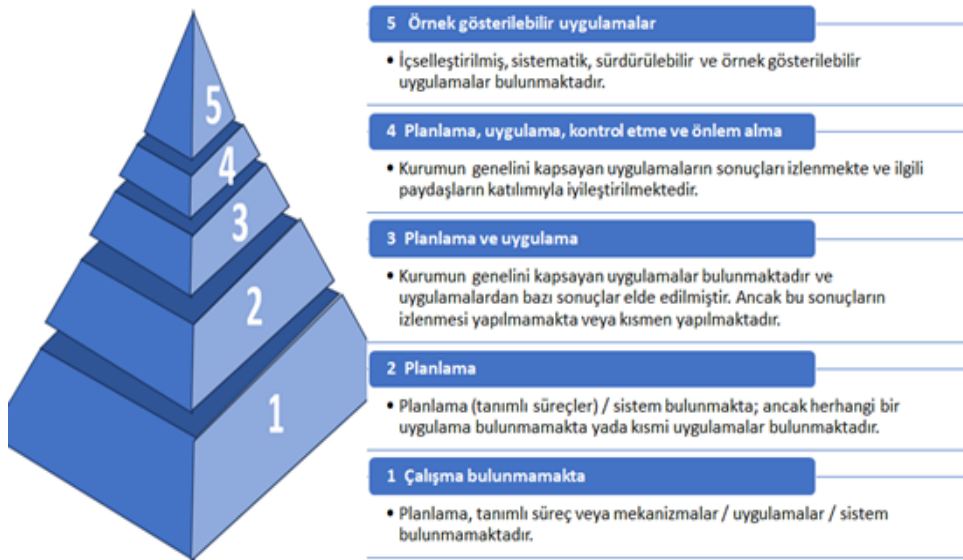 5 Örnek gösterilebilir uygulamalar
• İçselleştirilmiş, sistematik, sürdürülebilir ve örnek gösterilebilir
uygulamalar bulunmaktadır.
4 Planlama, uygulama, kontrol etme ve önlem alma
• Kurumun genelini kapsayan uygulamaların sonuçları izlenmekte ve ilgili
paydaşların katılımıyla iyileştirilmektedir.
3 Planlama ve uygulama
• Kurumun genelini kapsayan uygulamalar bulunmaktadır ve
uygulamalardan bazı sonuçlar elde edilmiştir. Ancak bu sonuçların
izlenmesi yapılmamakta veya kısmen yapılmaktadır.
2 Planlama
• Planlama (tanımlı süreçler) / sistem bulunmakta; ancak herhangi bir
uygulama bulunmamakta yada kısmi uygulamalar bulunmaktadır.
1 Çalışma bulunmamakta
• Planlama, tanımlı süreç veya mekanizmalar / uygulamalar / sistem
bulunmamaktadır.
5
4
3
2
1